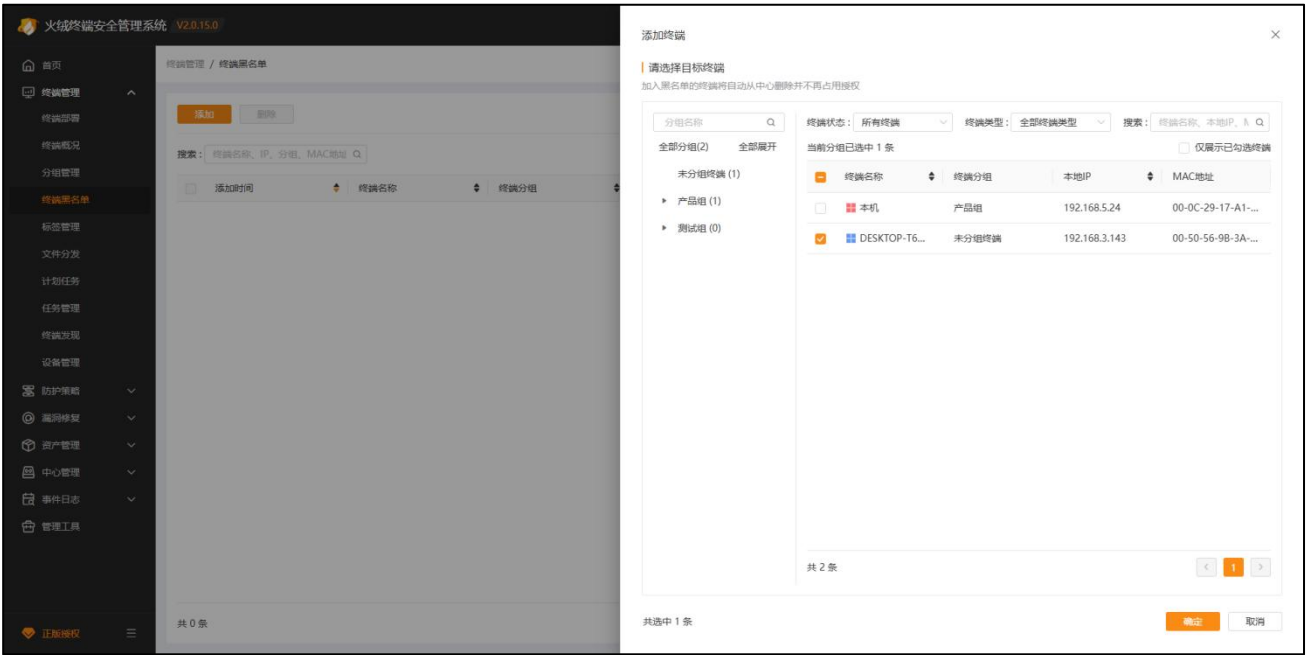 火绒终端安全管理系统 V2.0.15.0
首页
终端管理
终端部署
终端概况
分组管理
终端黑名单
标签管理
文件分发
计划任务
任务管理
终端发现
设备管理
防护策略
漏洞修复
资产管理
中心管理
事件日志
管理工具
正版授权
终端管理 / 终端黑名单
添加 删除
搜索： 终端名称、IP、分组、MAC地址
添加时间 终端名称 终端分组
共 0 条
添加终端
请选择目标终端
加入黑名单的终端将自动从中心删除并不再占用授权
分组名称
全部分组(2) 全部展开
未分组终端 (1)
产品组 (1)
测试组 (0)
终端状态： 所有终端 终端类型： 全部终端类型 搜索： 终端名称、本地IP、
当前分组已选中 1 条 仅展示已勾选终端
终端名称 终端分组 本地IP MAC地址
本机 产品组 192.168.5.24 00-0C-29-17-A1-...
DESKTOP-T6... 未分组终端 192.168.3.143 00-50-56-9B-3A-...
共 2 条 1
共选中 1 条 确定 取消